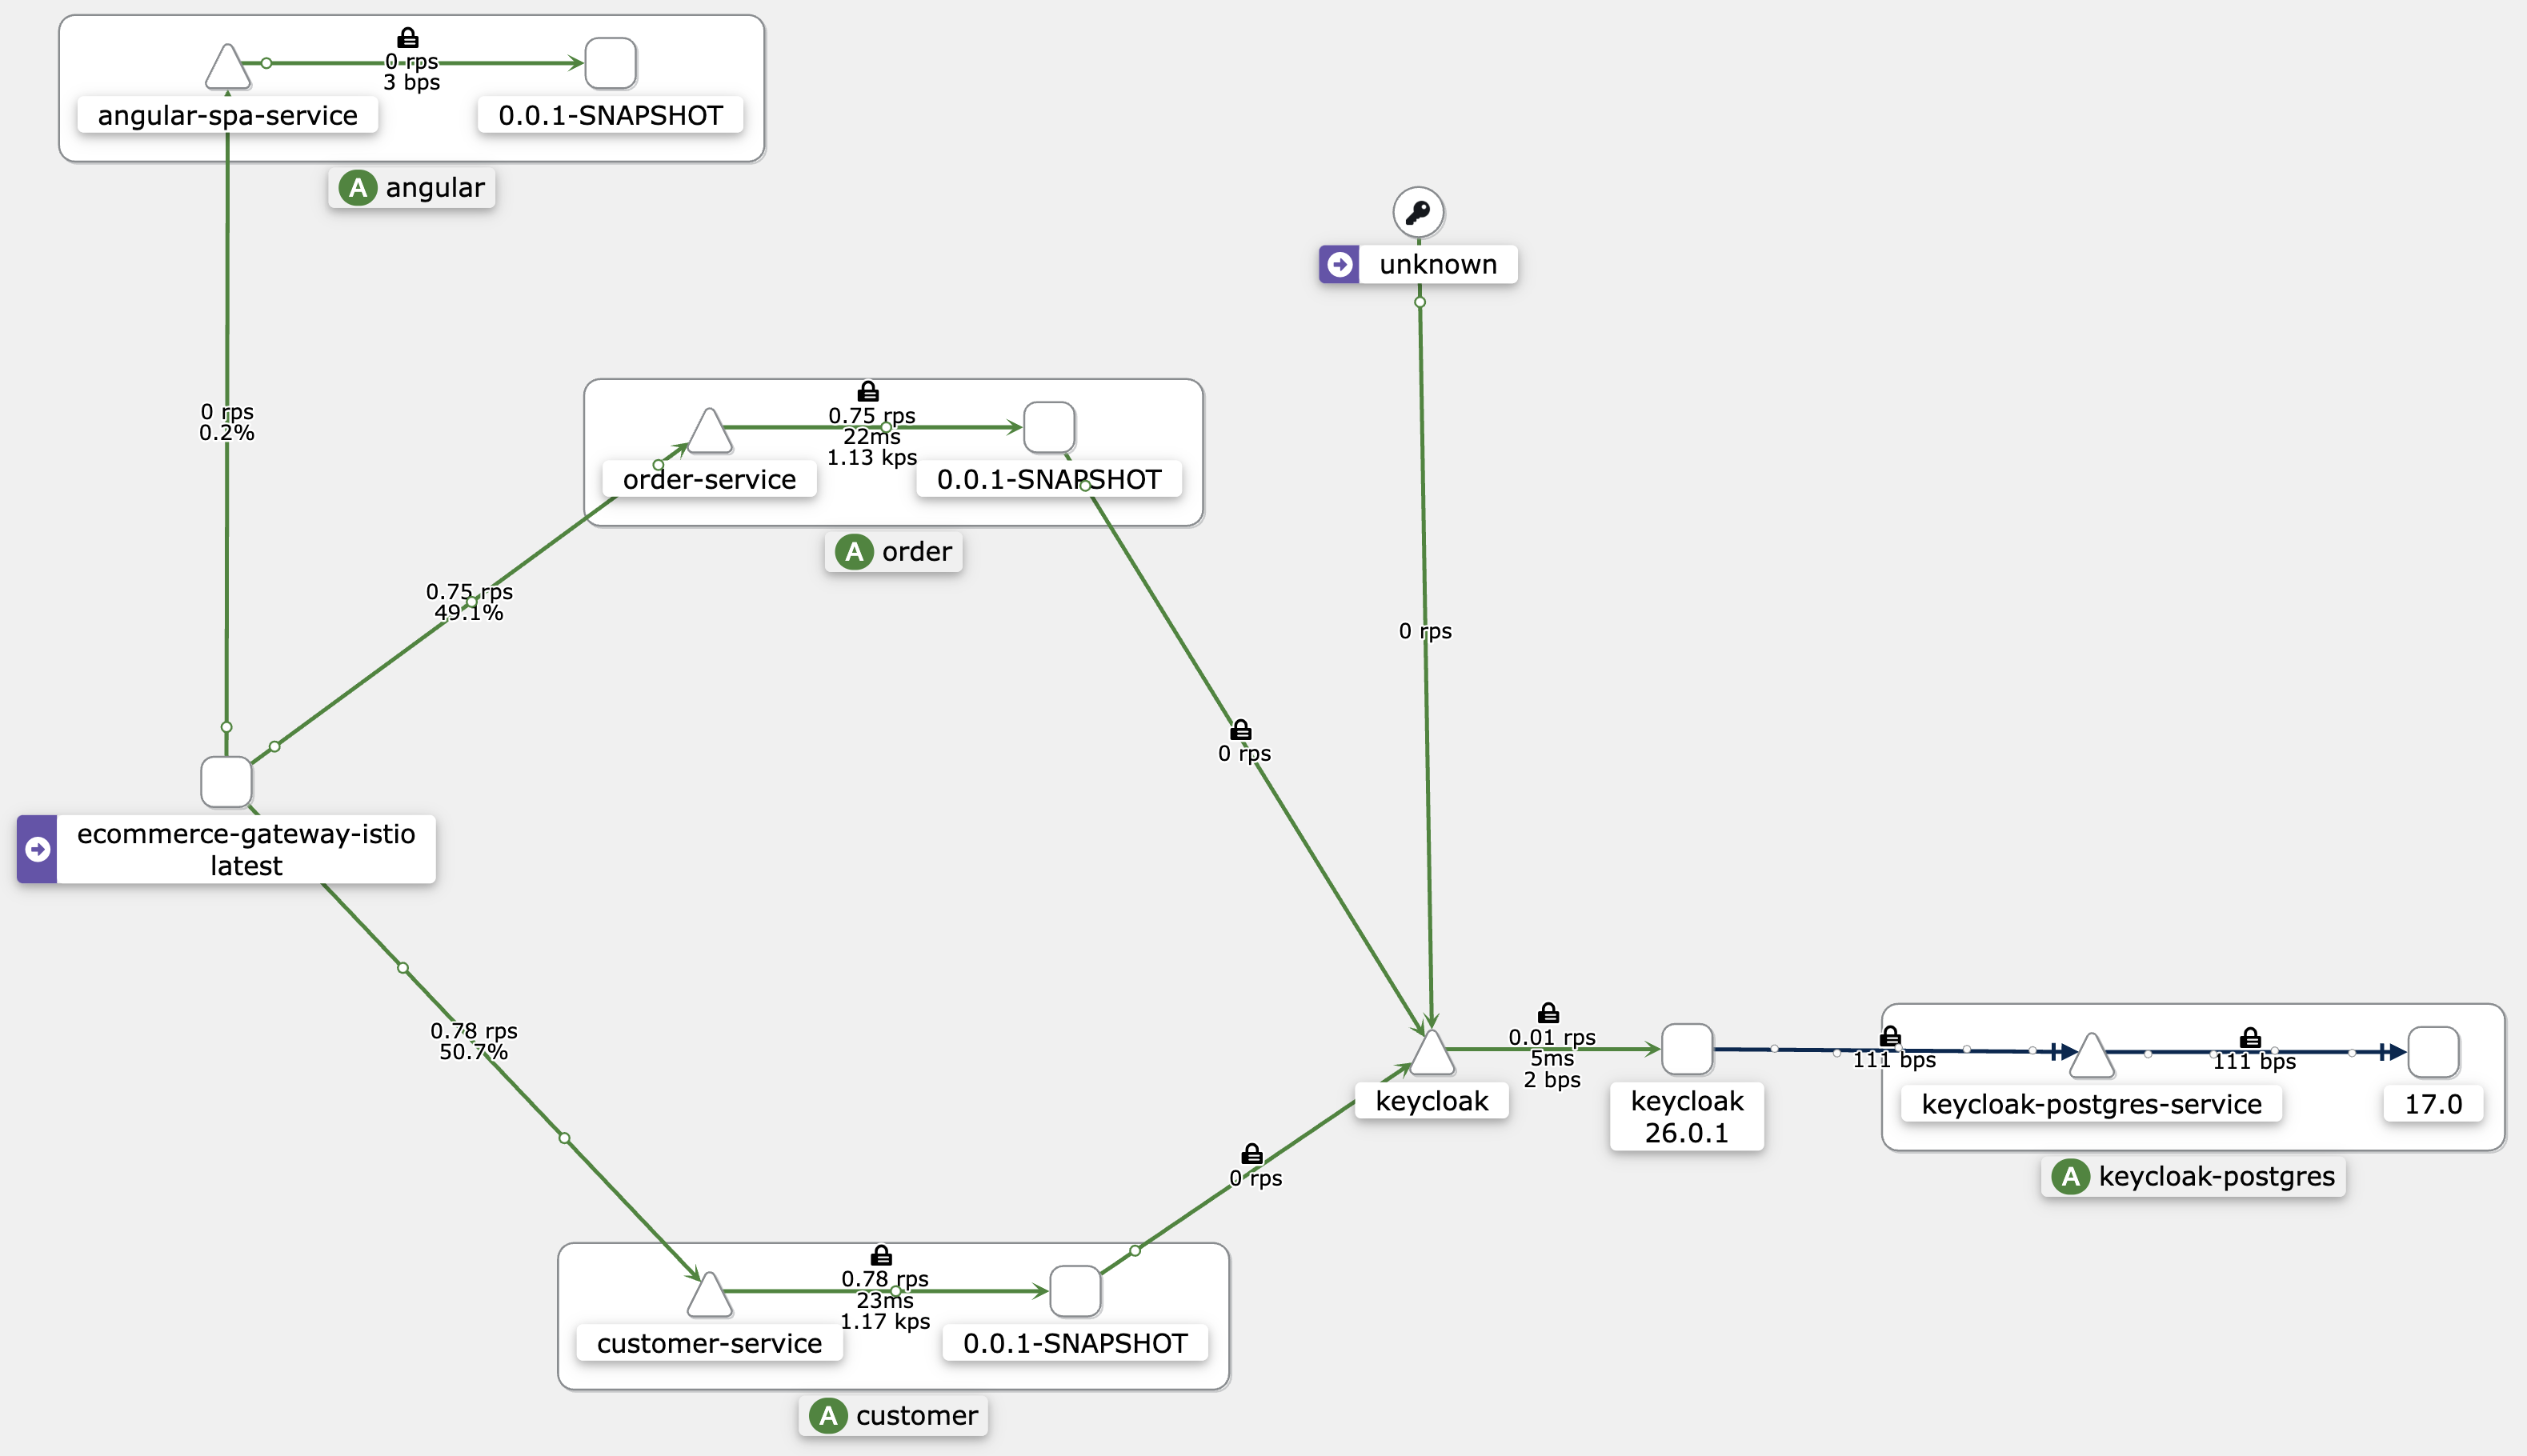 0 rps
3 bps
angular-spa-service
0.0.1-SNAPSHOT
A angular
unknown
0 rps
0.2%
0.75 rps
22ms
1.13 kps
order-service
0.0.1-SNAPSHOT
A order
0.75 rps
49.1%
0 rps
0 rps
ecommerce-gateway-istio
latest
0.78 rps
50.7%
0.01 rps
5ms
2 bps
111 bps
111 bps
keycloak
keycloak
26.0.1
keycloak-postgres-service
17.0
A keycloak-postgres
0 rps
0.78 rps
23ms
1.17 kps
customer-service
0.0.1-SNAPSHOT
A customer